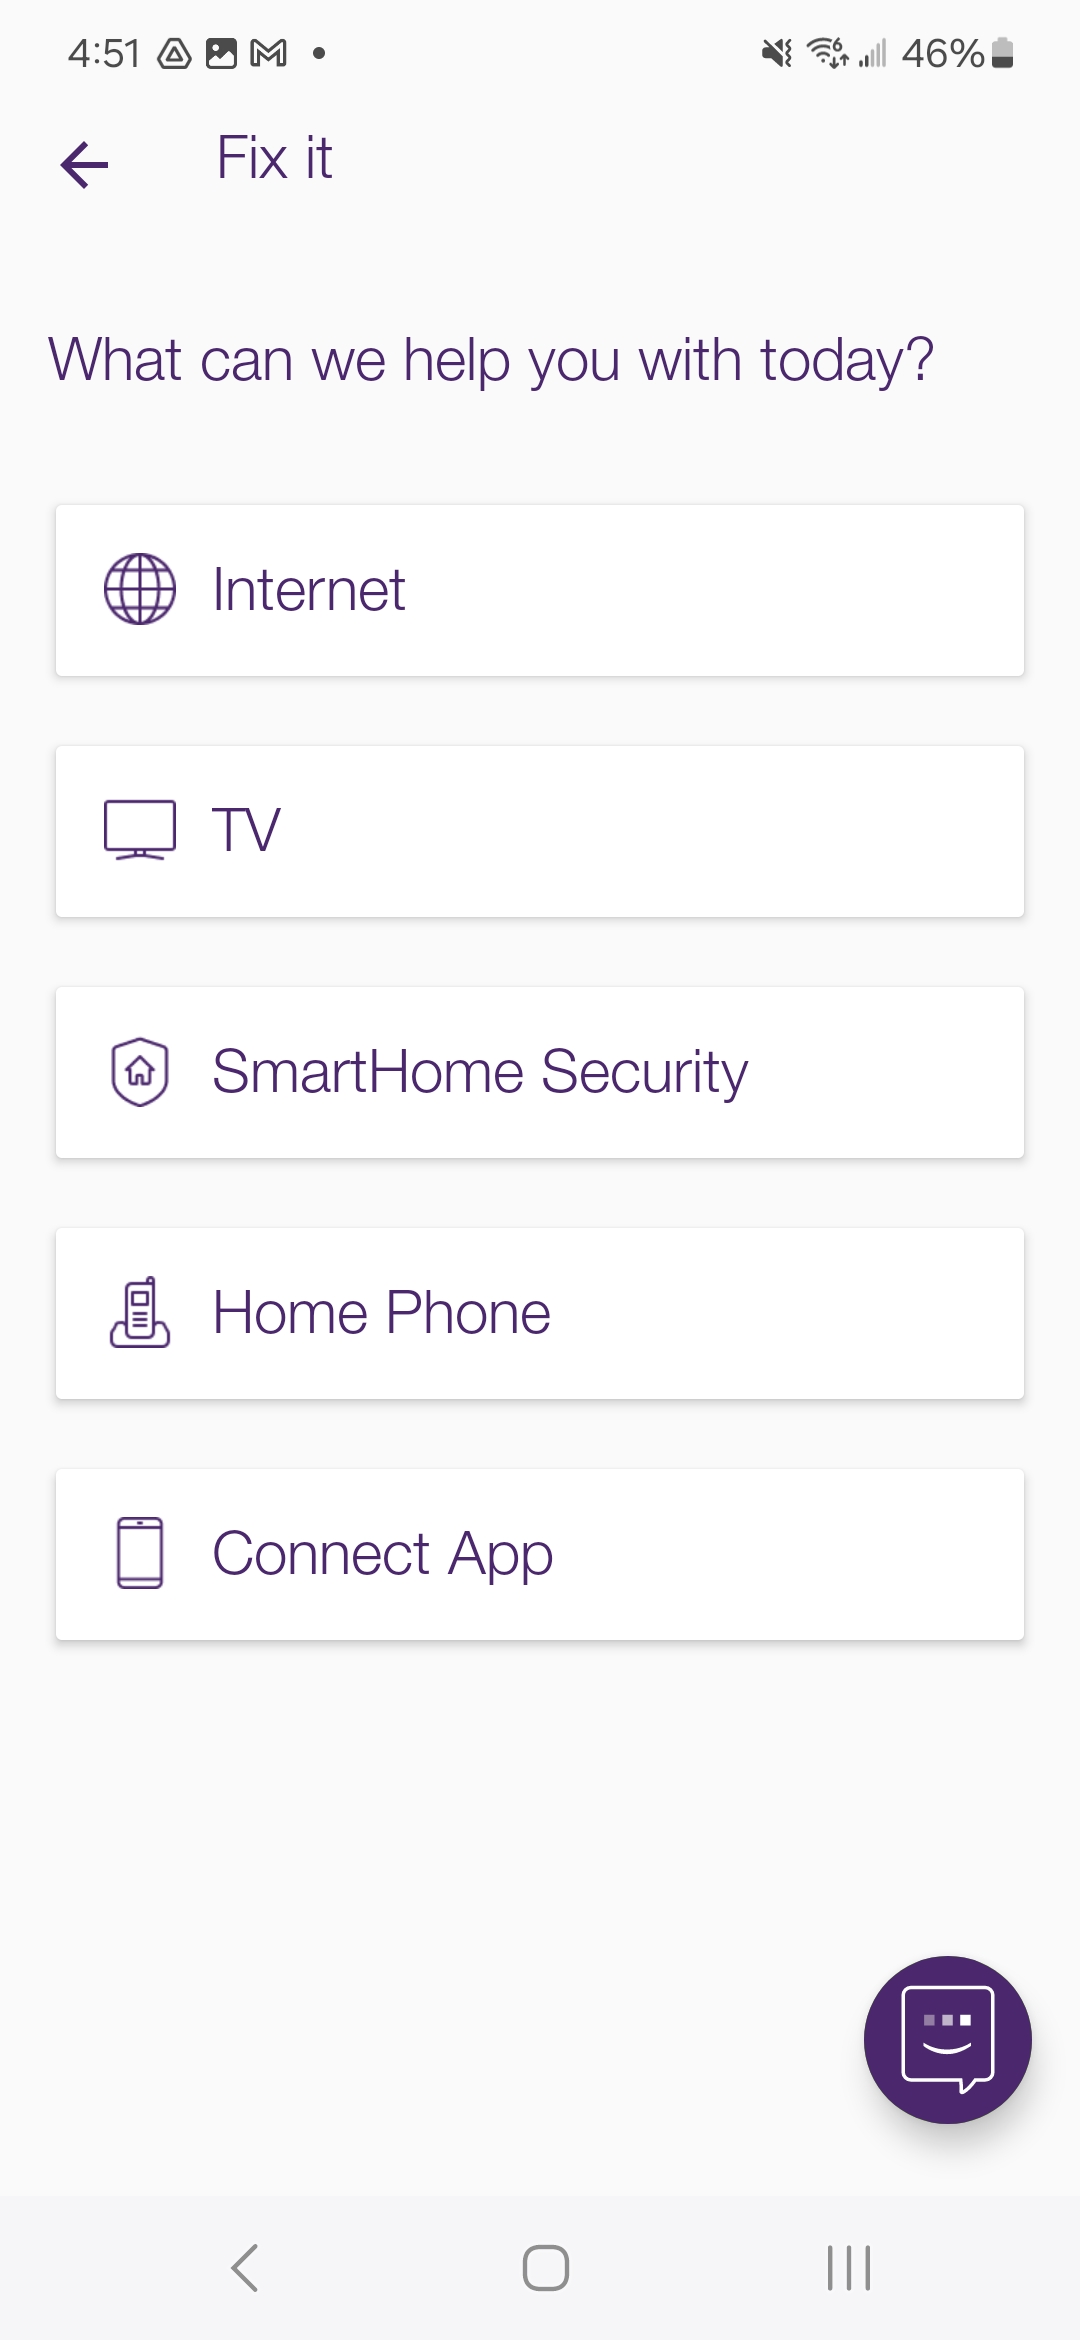 4:51 46%
Fix it
What can we help you with today?
Internet
TV
SmartHome Security
Home Phone
Connect App